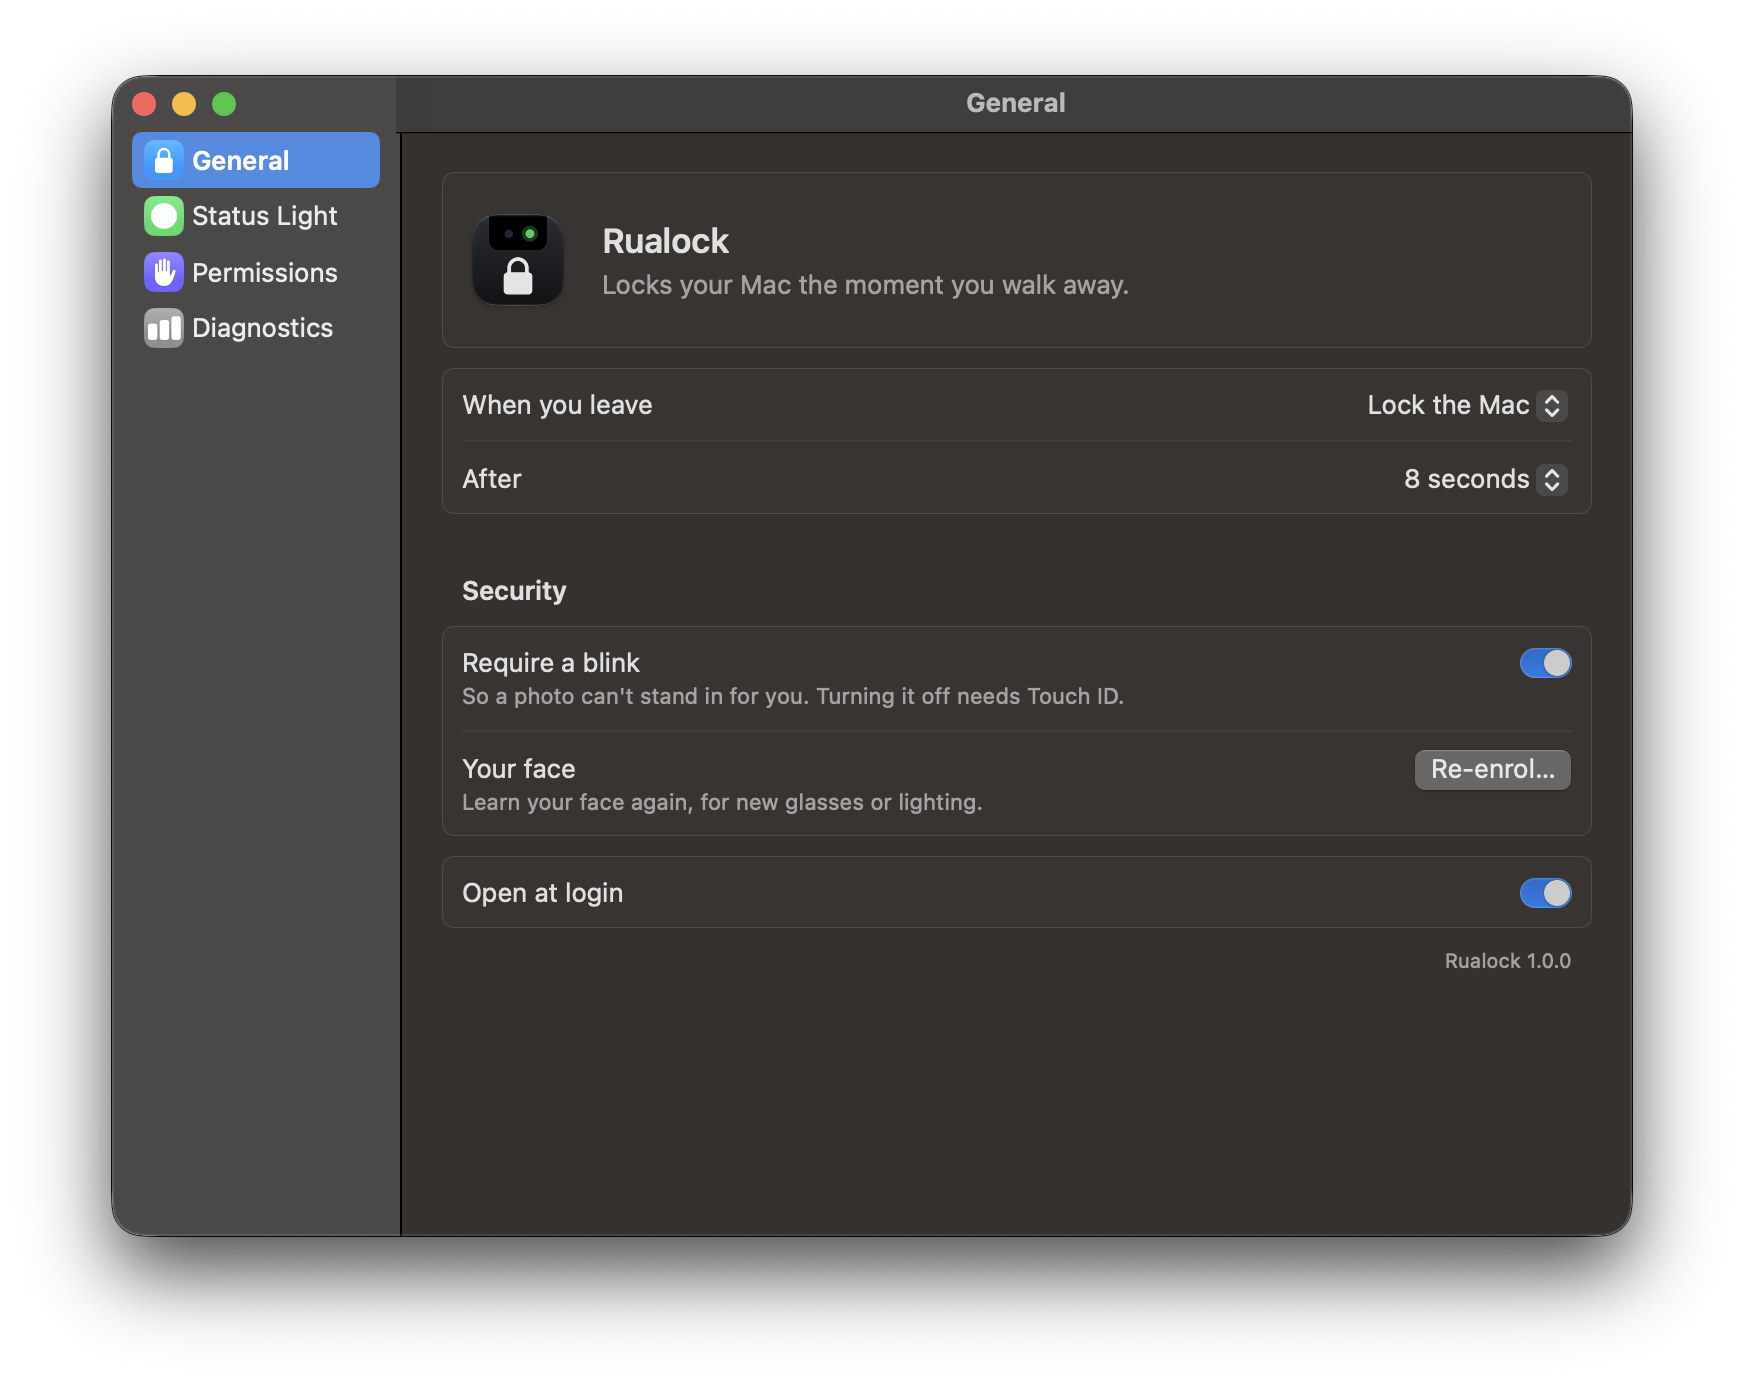 General
General
Status Light
Permissions
Diagnostics
Rualock
Locks your Mac the moment you walk away.
When you leave
Lock the Mac
After
8 seconds
Security
Require a blink
So a photo can't stand in for you. Turning it off needs Touch ID.
Your face
Re-enrol...
Learn your face again, for new glasses or lighting.
Open at login
Rualock 1.0.0